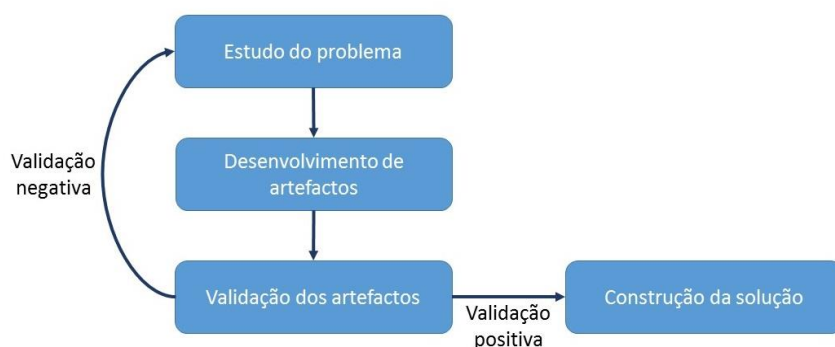 Estudo do problema
Validação
negativa
Desenvolvimento de
artefactos
Validação dos artefactos
Validação
positiva
Construção da solução